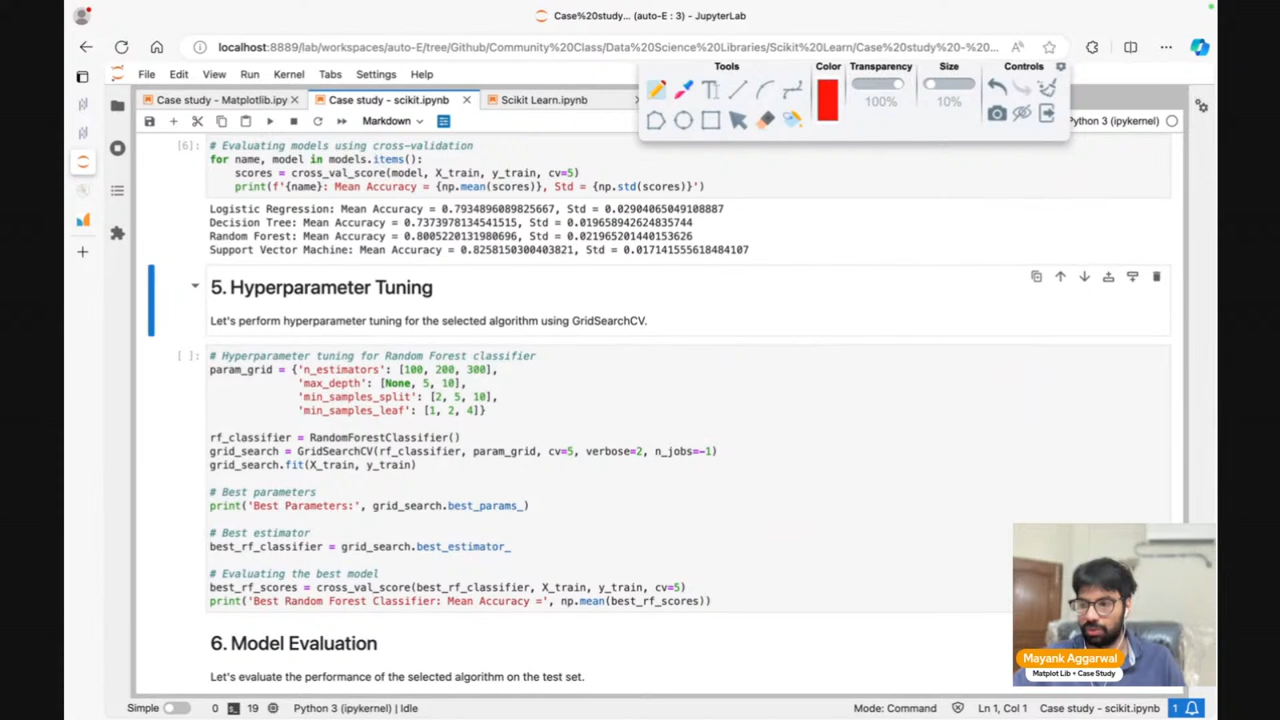 Case%20study... (auto-E : 3) - JupyterLab
localhost:8889/lab/workspaces/auto-E/tree/Github/Community%20Class/Data%20Science%20Libraries/Scikit%20Learn/Case%20study%20-%...
File Edit View Run Kernel Tabs Settings Help
Tools Color Transparency Size Controls
100% 10%
Case study - Matplotlib.ipy Case study - scikit.ipynb Scikit Learn.ipynb
Markdown Python 3 (ipykernel)
[6]: # Evaluating models using cross-validation
for name, model in models.items():
scores = cross_val_score(model, X_train, y_train, cv=5)
print(f'{name}: Mean Accuracy = {np.mean(scores)}, Std = {np.std(scores)}')
Logistic Regression: Mean Accuracy = 0.7934896089825667, Std = 0.02904065049108887
Decision Tree: Mean Accuracy = 0.7373978134541515, Std = 0.019658942624835744
Random Forest: Mean Accuracy = 0.8005220131980696, Std = 0.021965201440153626
Support Vector Machine: Mean Accuracy = 0.8258150300403821, Std = 0.017141555618484107
5. Hyperparameter Tuning
Let's perform hyperparameter tuning for the selected algorithm using GridSearchCV.
[ ]: # Hyperparameter tuning for Random Forest classifier
param_grid = {'n_estimators': [100, 200, 300],
'max_depth': [None, 5, 10],
'min_samples_split': [2, 5, 10],
'min_samples_leaf': [1, 2, 4]}
rf_classifier = RandomForestClassifier()
grid_search = GridSearchCV(rf_classifier, param_grid, cv=5, verbose=2, n_jobs=-1)
grid_search.fit(X_train, y_train)
# Best parameters
print('Best Parameters:', grid_search.best_params_)
# Best estimator
best_rf_classifier = grid_search.best_estimator_
# Evaluating the best model
best_rf_scores = cross_val_score(best_rf_classifier, X_train, y_train, cv=5)
print('Best Random Forest Classifier: Mean Accuracy =', np.mean(best_rf_scores))
6. Model Evaluation
Let's evaluate the performance of the selected algorithm on the test set.
Mayank Aggarwal
Matplot Lib + Case Study
Simple 0 19 Python 3 (ipykernel) | Idle Mode: Command Ln 1, Col 1 Case study - scikit.ipynb 1